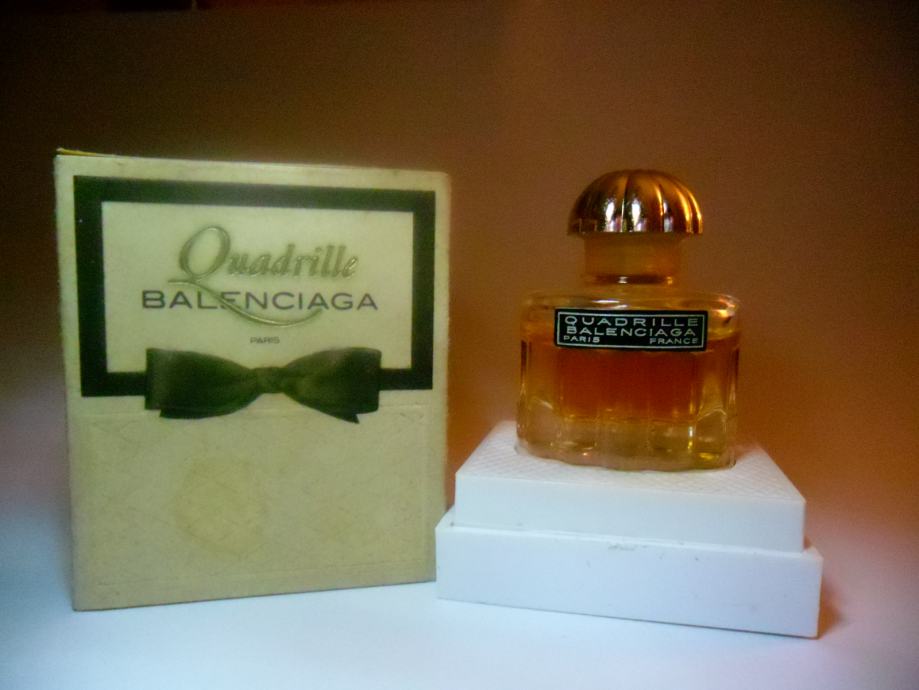 Quadrille
BALENCIAGA
PARIS
QUADRILLE
BALENCIAGA
PARIS FRANCE